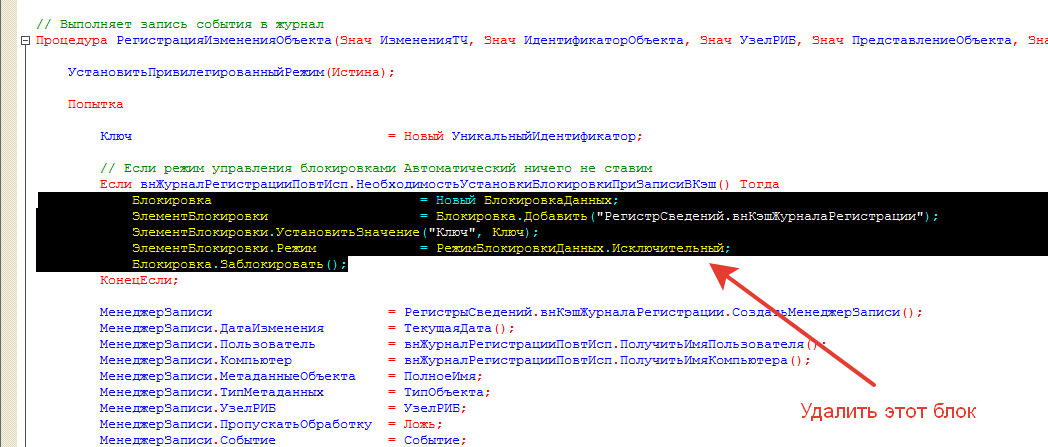 // Выполняет запись события в журнал
Процедура РегистрацияИзмененияОбъекта(Знач ИзмененияТЧ, Знач ИдентификаторОбъекта, Знач УзелРИБ, Знач ПредставлениеОбъекта, Зна
УстановитьПривилегированныйРежим(Истина);
Попытка
Ключ = Новый УникальныйИдентификатор;
// Если режим управления блокировками Автоматический ничего не ставим
Если внЖурналРегистрацииПовтИсп.НеобходимостьУстановкиБлокировкиПриЗаписиВКэш() Тогда
Блокировка = Новый БлокировкаДанных;
ЭлементБлокировки = Блокировка.Добавить("РегистрСведений.внКэшЖурналаРегистрации");
ЭлементБлокировки.УстановитьЗначение("Ключ", Ключ);
ЭлементБлокировки.Режим = РежимБлокировкиДанных.Исключительный;
Блокировка.Заблокировать();
КонецЕсли;
МенеджерЗаписи = РегистрыСведений.внКэшЖурналаРегистрации.СоздатьМенеджерЗаписи();
МенеджерЗаписи.ДатаИзменения = ТекущаяДата();
МенеджерЗаписи.Пользователь = внЖурналРегистрацииПовтИсп.ПолучитьИмяПользователя();
МенеджерЗаписи.Компьютер = внЖурналРегистрацииПовтИсп.ПолучитьИмяКомпьютера();
МенеджерЗаписи.МетаданныеОбъекта = ПолноеИмя;
МенеджерЗаписи.ТипМетаданных = ТипОбъекта;
МенеджерЗаписи.УзелРИБ = УзелРИБ;
МенеджерЗаписи.ПропускатьОбработку = Ложь;
МенеджерЗаписи.Событие = Событие;
Удалить этот блок